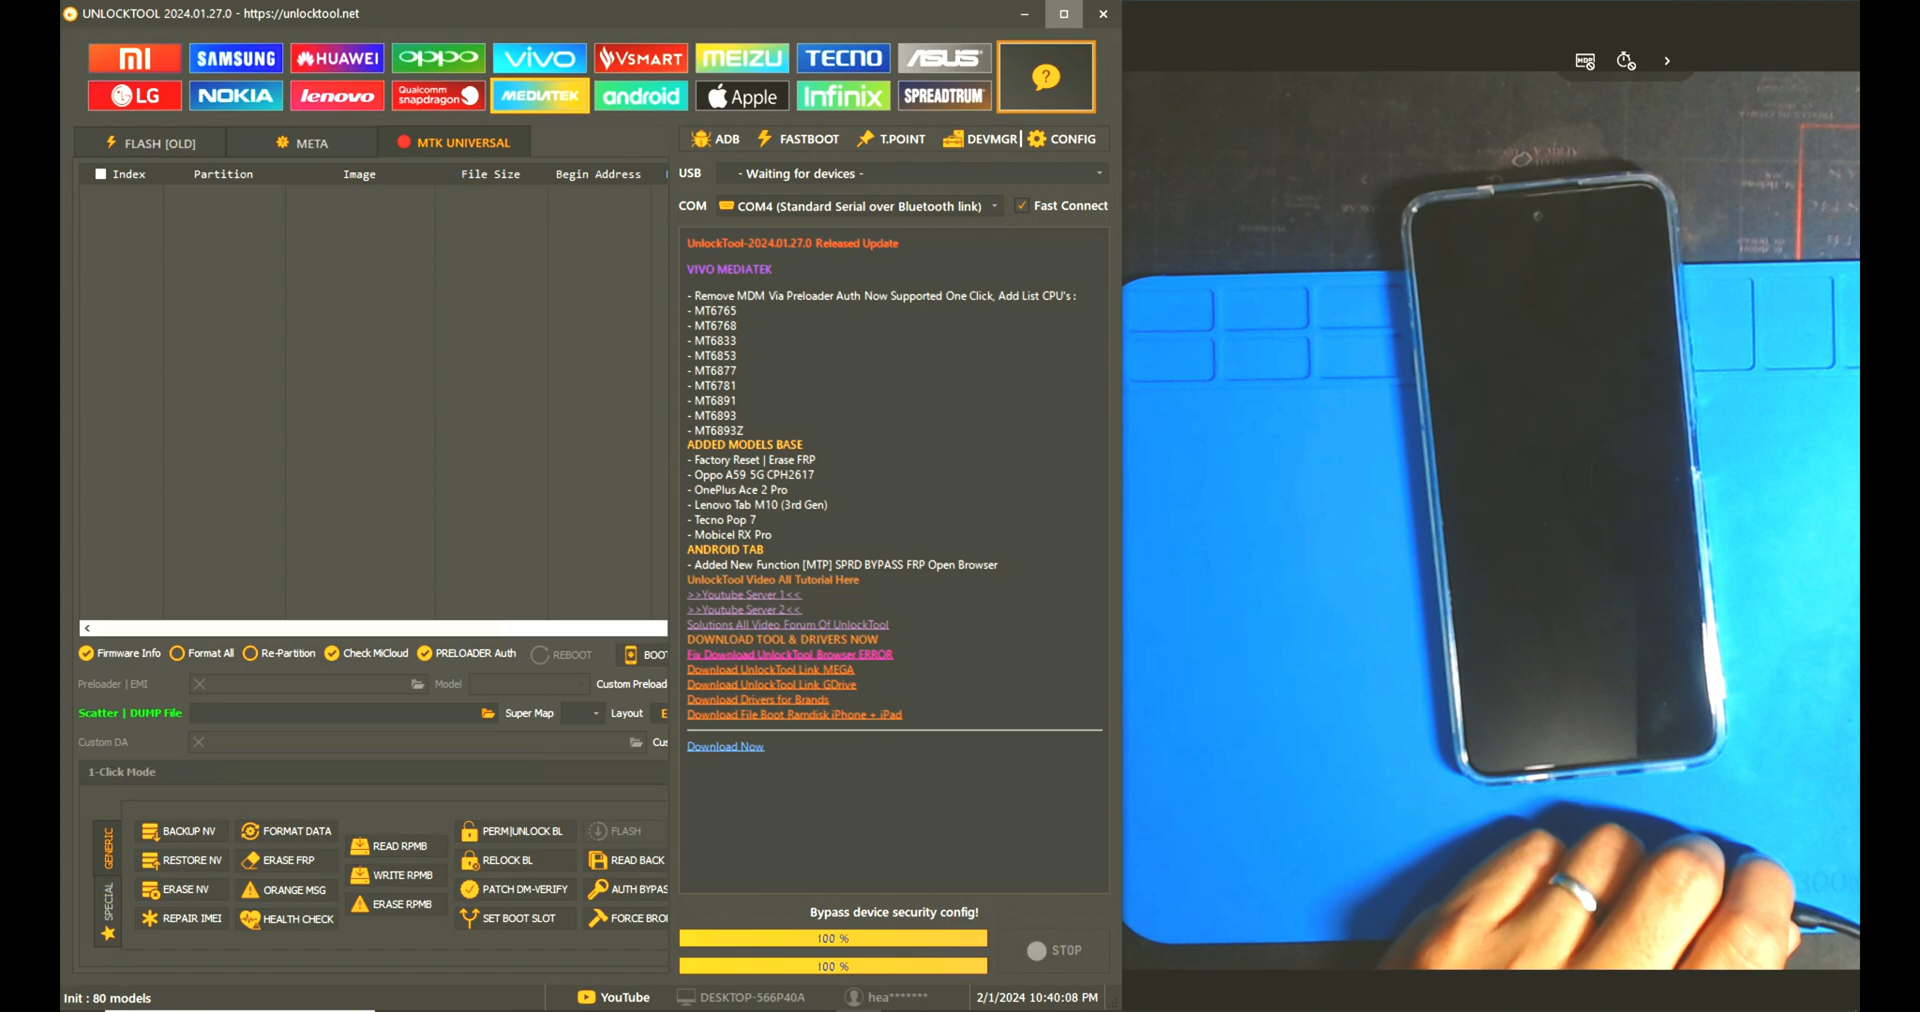 UNLOCKTOOL 2024.01.27.0 - https://unlocktool.net
mi SAMSUNG HUAWEI oppo vivo VSMART MEIZU TECNO ASUS
LG NOKIA lenovo Qualcomm snapdragon MEDIATEK android Apple Infinix SPREADTRUM
?
FLASH [OLD] META MTK UNIVERSAL
ADB FASTBOOT T.POINT DEVMGR CONFIG
Index Partition Image File Size Begin Address
USB - Waiting for devices -
COM COM4 (Standard Serial over Bluetooth link) Fast Connect
UnlockTool-2024.01.27.0 Released Update
VIVO MEDIATEK
- Remove MDM Via Preloader Auth Now Supported One Click, Add List CPU's :
- MT6765
- MT6768
- MT6833
- MT6853
- MT6877
- MT6781
- MT6891
- MT6893
- MT6893Z
ADDED MODELS BASE
- Factory Reset | Erase FRP
- Oppo A59 5G CPH2617
- OnePlus Ace 2 Pro
- Lenovo Tab M10 (3rd Gen)
- Tecno Pop 7
- Mobicel RX Pro
ANDROID TAB
- Added New Function [MTP] SPRD BYPASS FRP Open Browser
UnlockTool Video All Tutorial Here
>>Youtube Server 1<<
>>Youtube Server 2<<
Solutions All Video Forum Of UnlockTool
DOWNLOAD TOOL & DRIVERS NOW
Fix Download UnlockTool Browser ERROR
Download UnlockTool Link MEGA
Download UnlockTool Link GDrive
Download Drivers for Brands
Download File Boot Ramdisk iPhone + iPad
Download Now
Firmware Info Format All Re-Partition Check MiCloud PRELOADER Auth REBOOT BOOT
Preloader | EMI Model Custom Preload
Scatter | DUMP File Super Map Layout E
Custom DA Cus
1-Click Mode
GENERIC
SPECIAL
BACKUP NV FORMAT DATA READ RPMB PERM|UNLOCK BL FLASH
RESTORE NV ERASE FRP WRITE RPMB RELOCK BL READ BACK
ERASE NV ORANGE MSG ERASE RPMB PATCH DM-VERIFY AUTH BYPAS
REPAIR IMEI HEALTH CHECK SET BOOT SLOT FORCE BRO
Bypass device security config!
100 %
100 %
STOP
Init : 80 models YouTube DESKTOP-566P40A hea******* 2/1/2024 10:40:08 PM
HDR